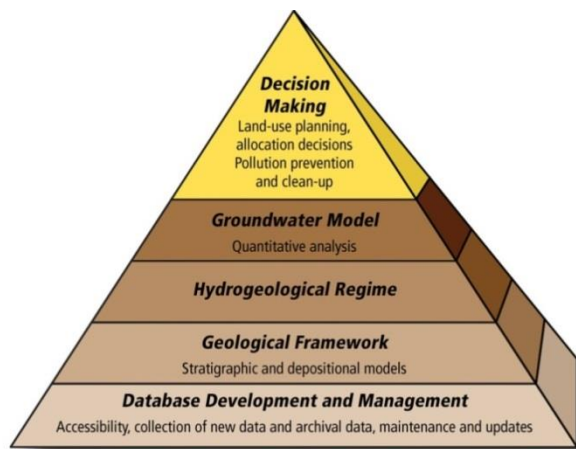 Decision
Making
Land-use planning,
allocation decisions
Pollution prevention
and clean-up
Groundwater Model
Quantitative analysis
Hydrogeological Regime
Geological Framework
Stratigraphic and depositional models
Database Development and Management
Accessibility, collection of new data and archival data, maintenance and updates